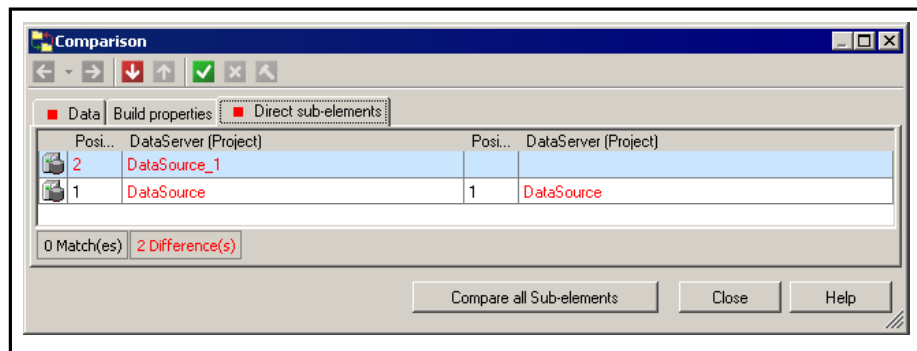 Comparison
Data Build properties Direct sub-elements
Posi... DataServer (Project) Posi... DataServer (Project)
2 DataSource_1
1 DataSource 1 DataSource
0 Match(es) 2 Difference(s)
Compare all Sub-elements Close Help